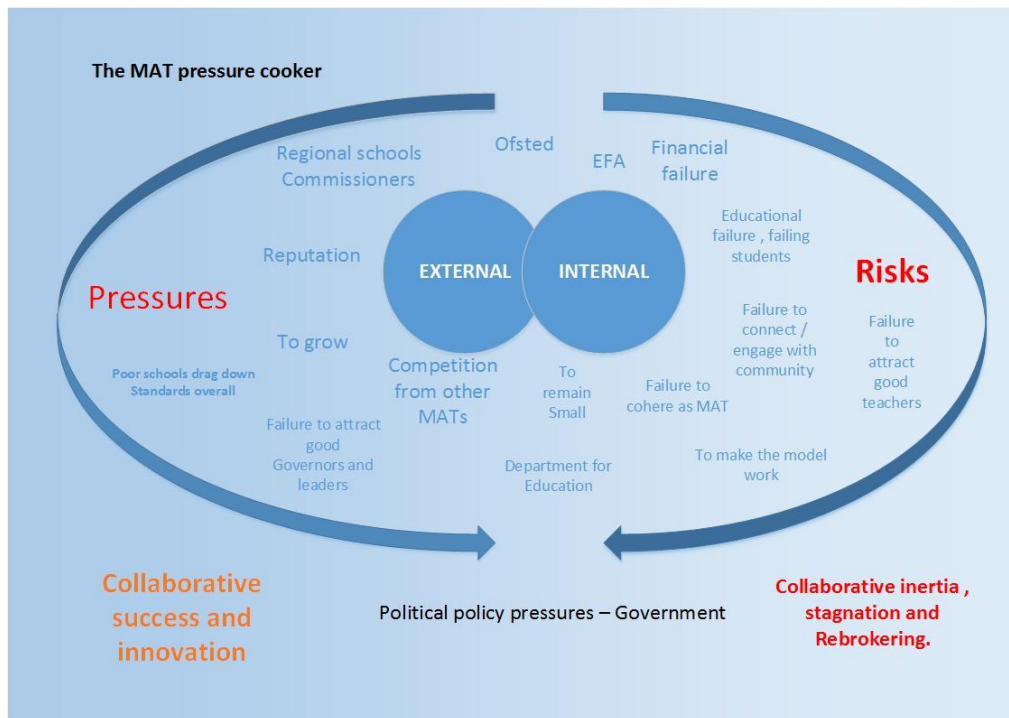 The MAT pressure cooker
Regional schools
Commissioners
Ofsted
EFA
Financial
failure
Reputation
EXTERNAL
INTERNAL
Educational
failure , failing
students
Risks
Pressures
To grow
Poor schools drag down
Standards overall
Competition
from other
MATs
To
remain
Small
Failure to
cohere as MAT
Failure to
connect /
engage with
community
Failure
to
attract
good
teachers
Failure to attract
good
Governors and
leaders
Department for
Education
To make the model
work
Collaborative
success and
innovation
Political policy pressures – Government
Collaborative inertia ,
stagnation and
Rebrokering.